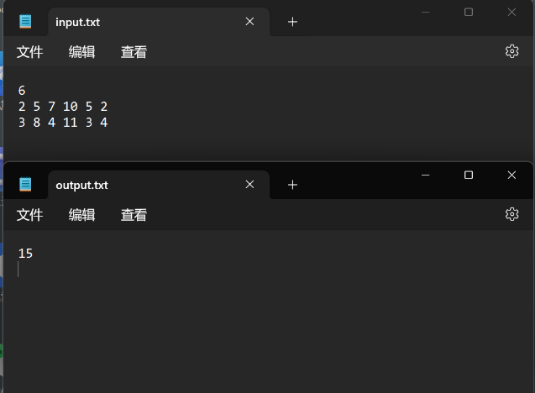 input.txt
文件 编辑 查看
6
2 5 7 10 5 2
3 8 4 11 3 4
output.txt
文件 编辑 查看
15